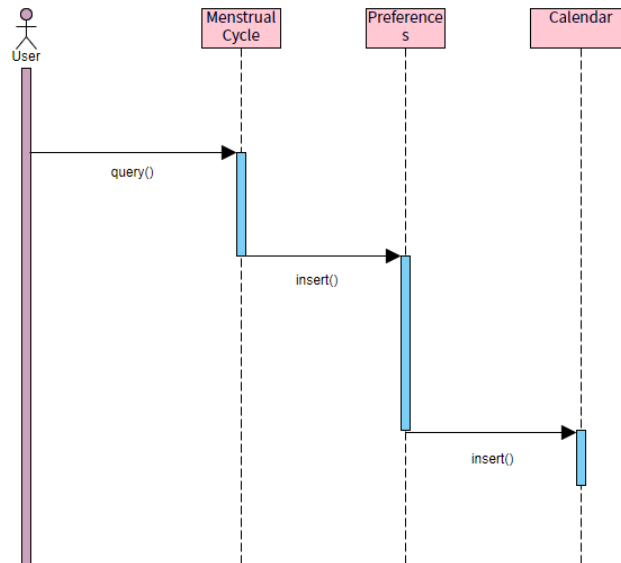 User
Menstrual
Cycle
Preference
s
Calendar
query()
insert()
insert()